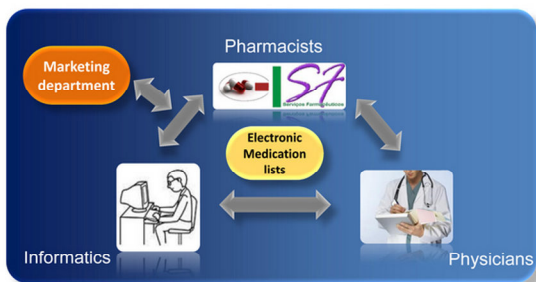 Pharmacists
Marketing
department
SF
Serviços Farmacêuticos
Electronic
Medication
lists
Informatics
Physicians